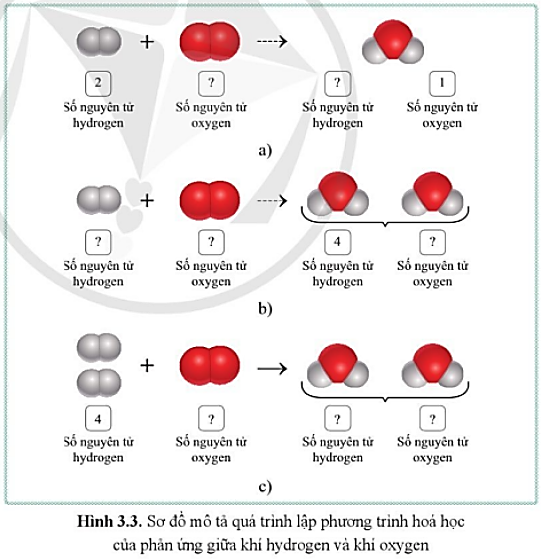 +
2
?
?
1
Số nguyên tử
hydrogen
Số nguyên tử
oxygen
Số nguyên tử
hydrogen
Số nguyên tử
oxygen
a)
+
?
?
4
?
Số nguyên tử
hydrogen
Số nguyên tử
oxygen
Số nguyên tử
hydrogen
Số nguyên tử
oxygen
b)
+
4
?
?
?
Số nguyên tử
hydrogen
Số nguyên tử
oxygen
Số nguyên tử
hydrogen
Số nguyên tử
oxygen
c)
Hình 3.3. Sơ đồ mô tả quá trình lập phương trình hoá học
của phản ứng giữa khí hydrogen và khí oxygen